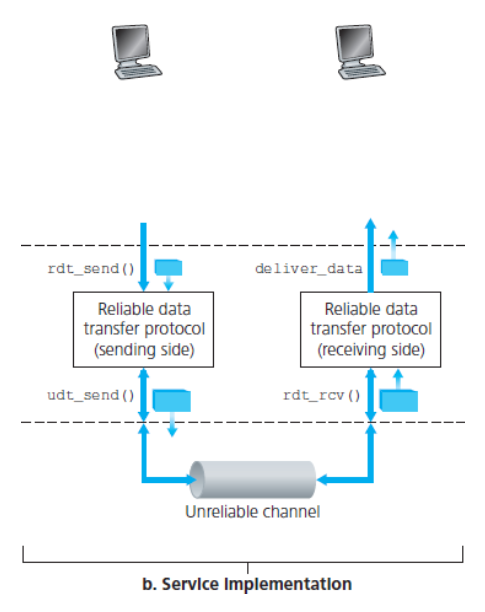 rdt_send()
deliver_data
Reliable data
transfer protocol
(sending side)
Reliable data
transfer protocol
(receiving side)
udt_send()
rdt_rcv()
Unreliable channel
b. Service implementation